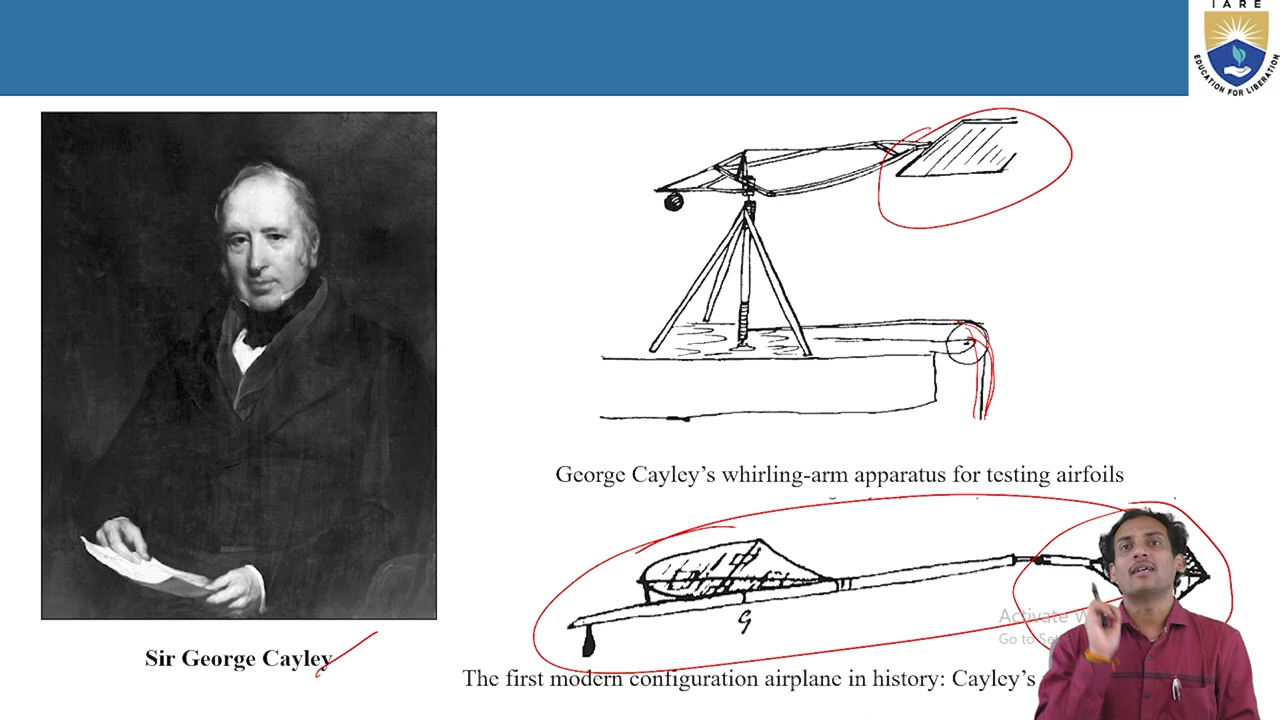 IARE
EDUCATION FOR LIBERATION
George Cayley's whirling-arm apparatus for testing airfoils
G
Activate W
Go to Set
Sir George Cayley
The first modern configuration airplane in history: Cayley's